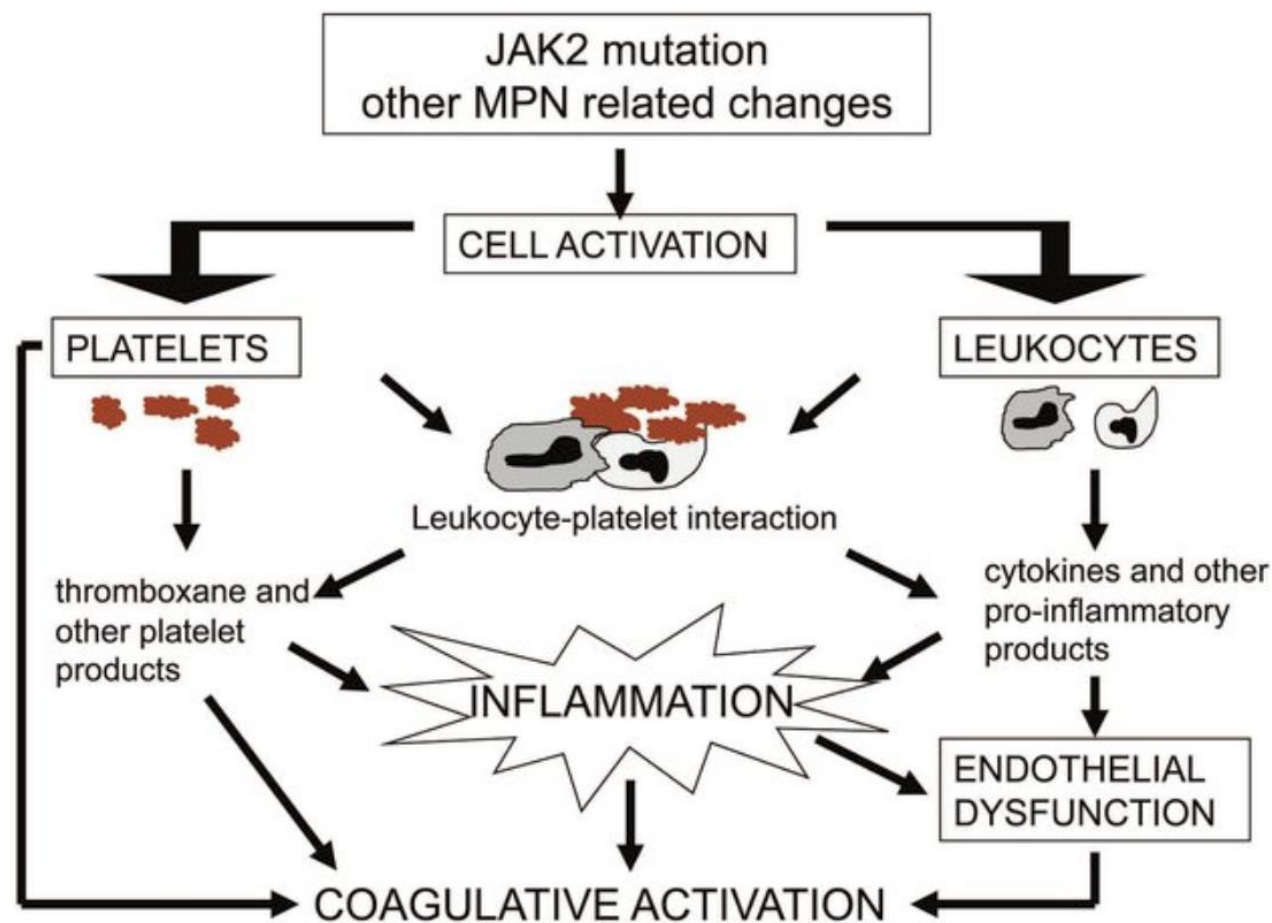 JAK2 mutation
other MPN related changes
CELL ACTIVATION
PLATELETS
LEUKOCYTES
Leukocyte-platelet interaction
thromboxane and
other platelet
products
cytokines and other
pro-inflammatory
products
INFLAMMATION
ENDOTHELIAL
DYSFUNCTION
COAGULATIVE ACTIVATION